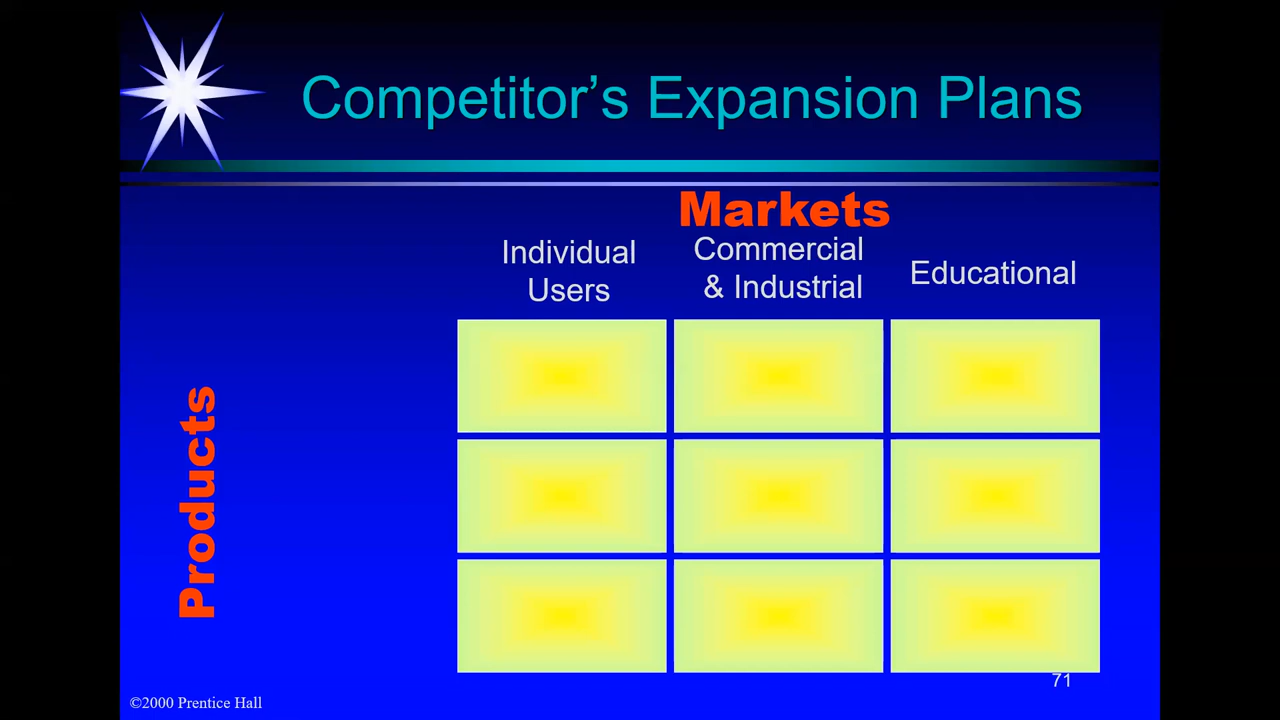 Competitor’s Expansion Plans
Markets
Individual
Users
Commercial
& Industrial
Educational
Products
71
©2000 Prentice Hall